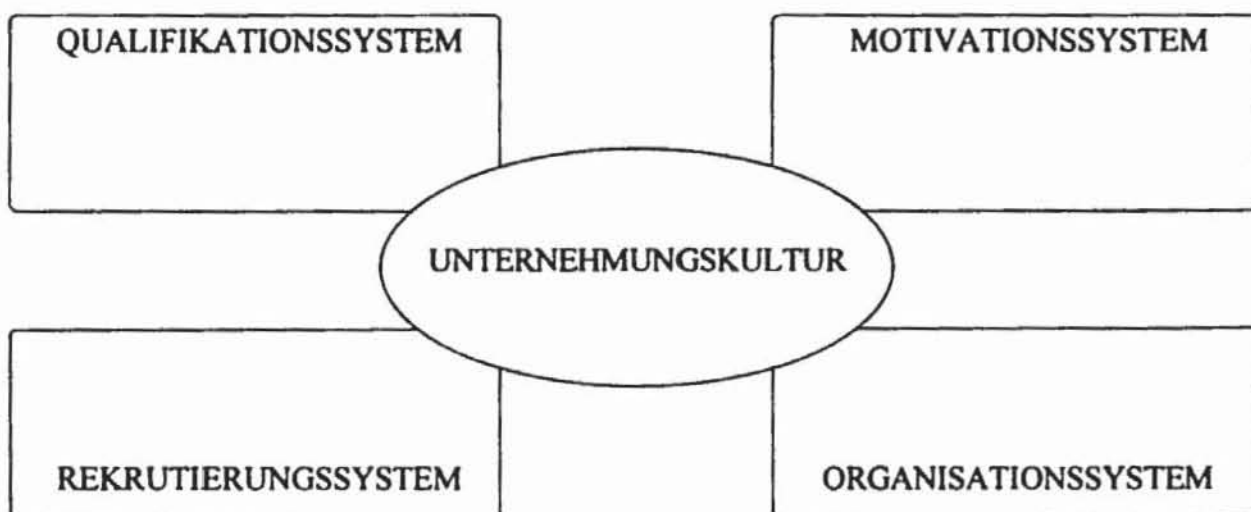 QUALIFIKATIONSSYSTEM
MOTIVATIONSSYSTEM
UNTERNEHMUNGSKULTUR
REKRUTIERUNGSSYSTEM
ORGANISATIONSSYSTEM